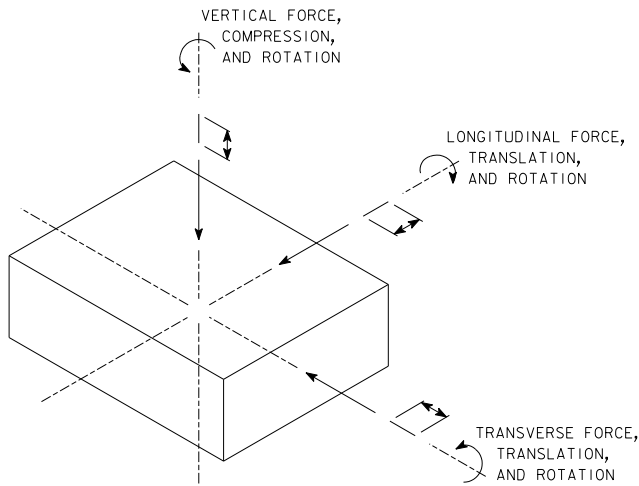 VERTICAL FORCE,
COMPRESSION,
AND ROTATION
LONGITUDINAL FORCE,
TRANSLATION,
AND ROTATION
TRANSVERSE FORCE,
TRANSLATION,
AND ROTATION